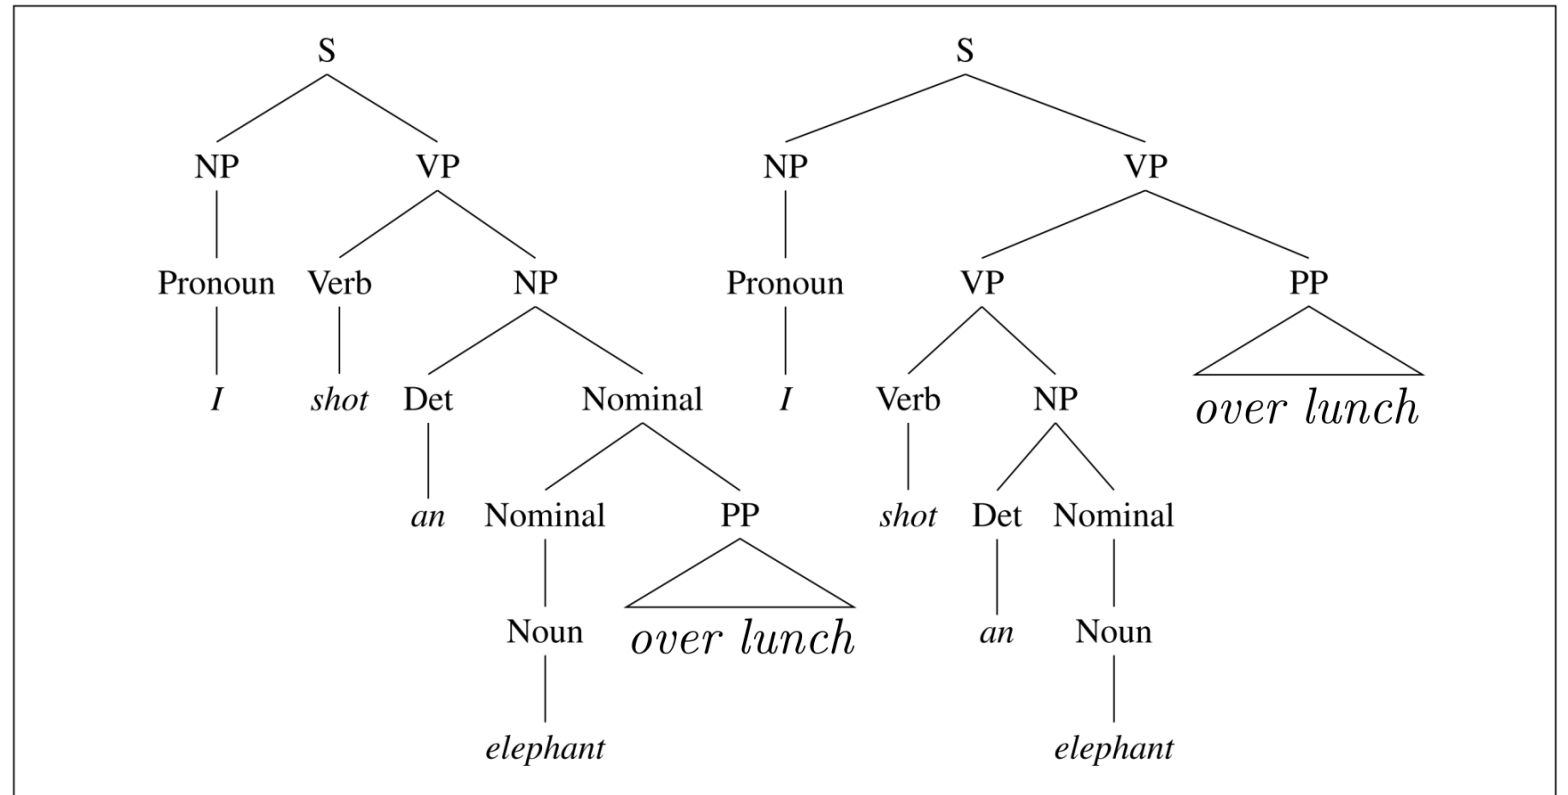 S S
NP VP NP VP
Pronoun Verb NP Pronoun VP PP
I shot Det Nominal I Verb NP over lunch
an Nominal PP shot Det Nominal
Noun over lunch an Noun
elephant elephant